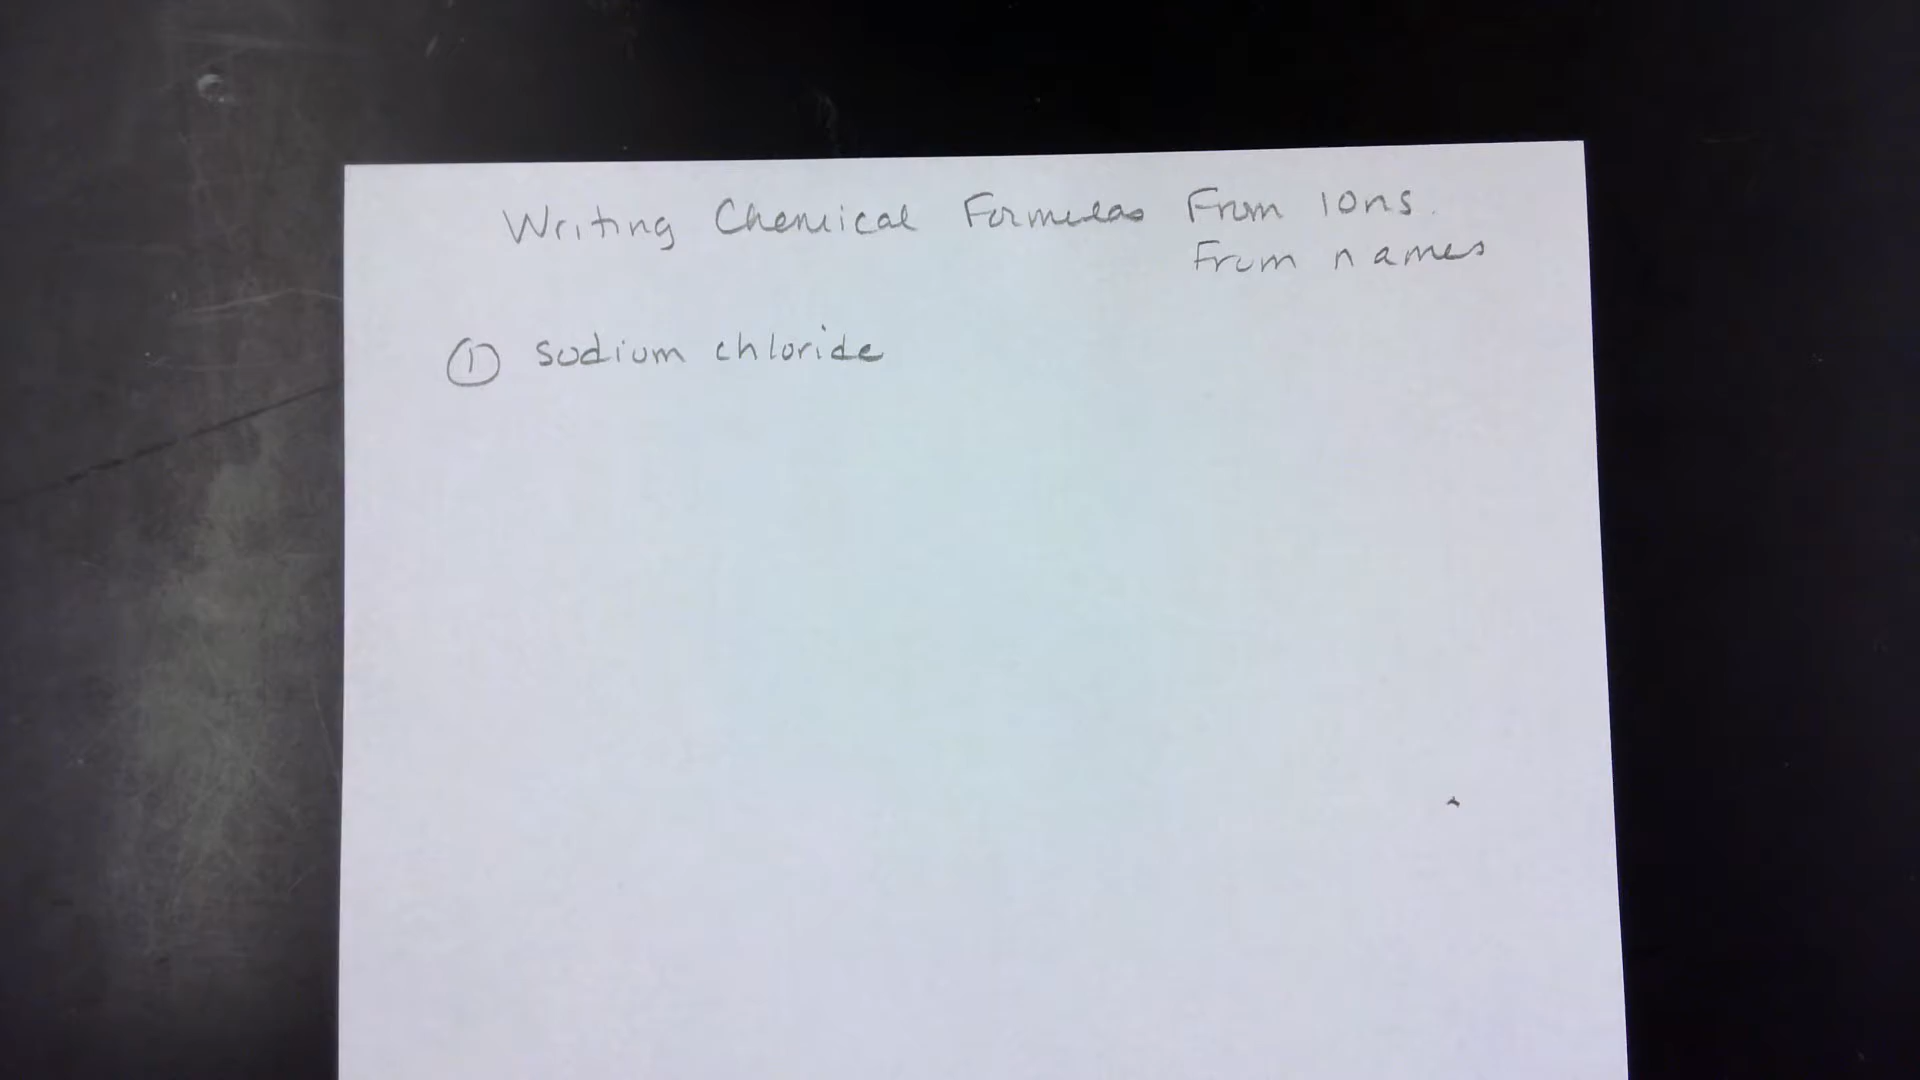 Writing Chemical Formulas From Ions.
From names
① sodium chloride